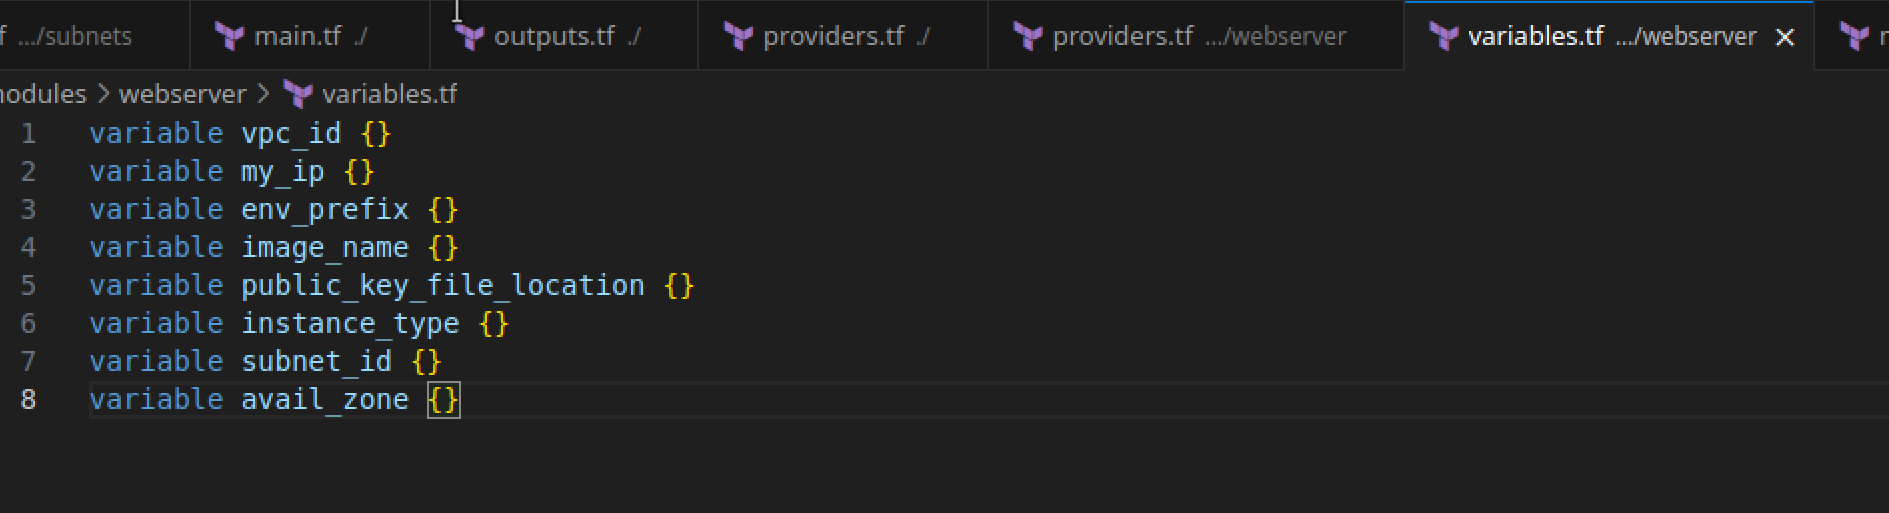 f .../subnets main.tf ./ outputs.tf ./ providers.tf ./ providers.tf .../webserver variables.tf .../webserver
nodules > webserver > variables.tf
1 variable vpc_id {}
2 variable my_ip {}
3 variable env_prefix {}
4 variable image_name {}
5 variable public_key_file_location {}
6 variable instance_type {}
7 variable subnet_id {}
8 variable avail_zone {}